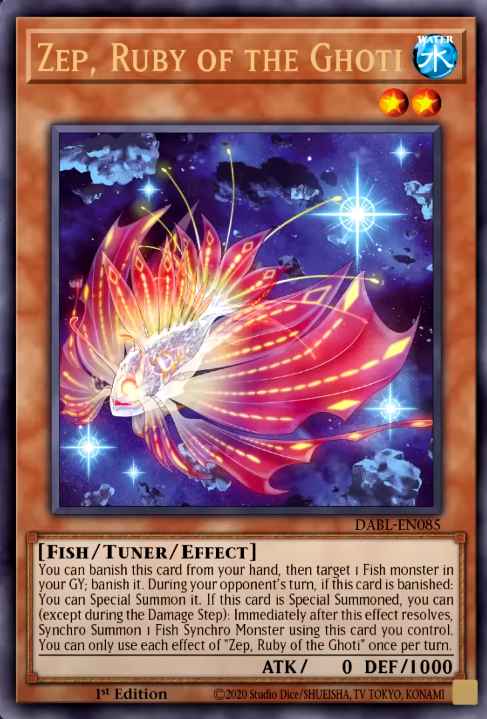 Zep, Ruby of the Ghoti
WATER
水
DABL-EN085
[Fish/Tuner/Effect]
You can banish this card from your hand, then target 1 Fish monster in
your GY; banish it. During your opponent's turn, if this card is banished:
You can Special Summon it. If this card is Special Summoned, you can
(except during the Damage Step): Immediately after this effect resolves,
Synchro Summon 1 Fish Synchro Monster using this card you control.
You can only use each effect of "Zep, Ruby of the Ghoti" once per turn.
ATK/ 0 DEF/1000
1st Edition ©2020 Studio Dice/SHUEISHA, TV TOKYO, KONAMI